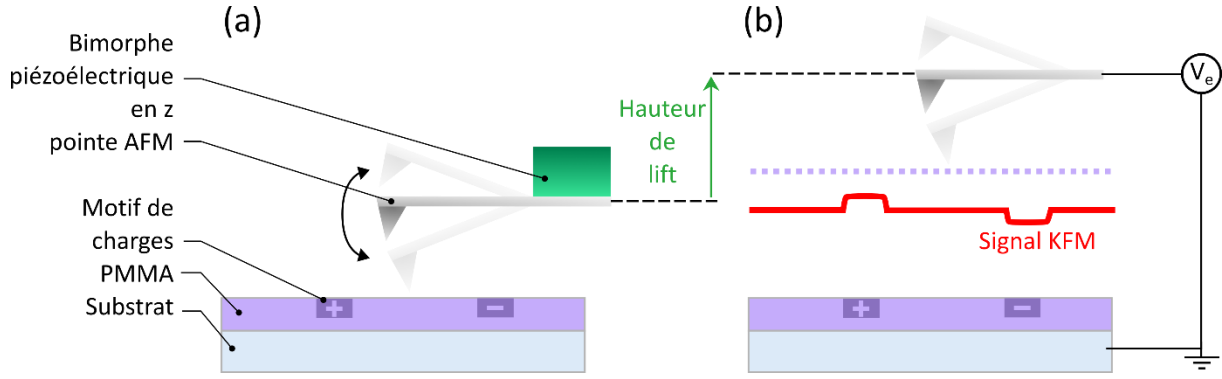 (a)
Bimorphe
piézoélectrique
en z
pointe AFM
Motif de
charges
PMMA
Substrat
+
−
Hauteur
de
lift
(b)
Ve
Signal KFM
+
−